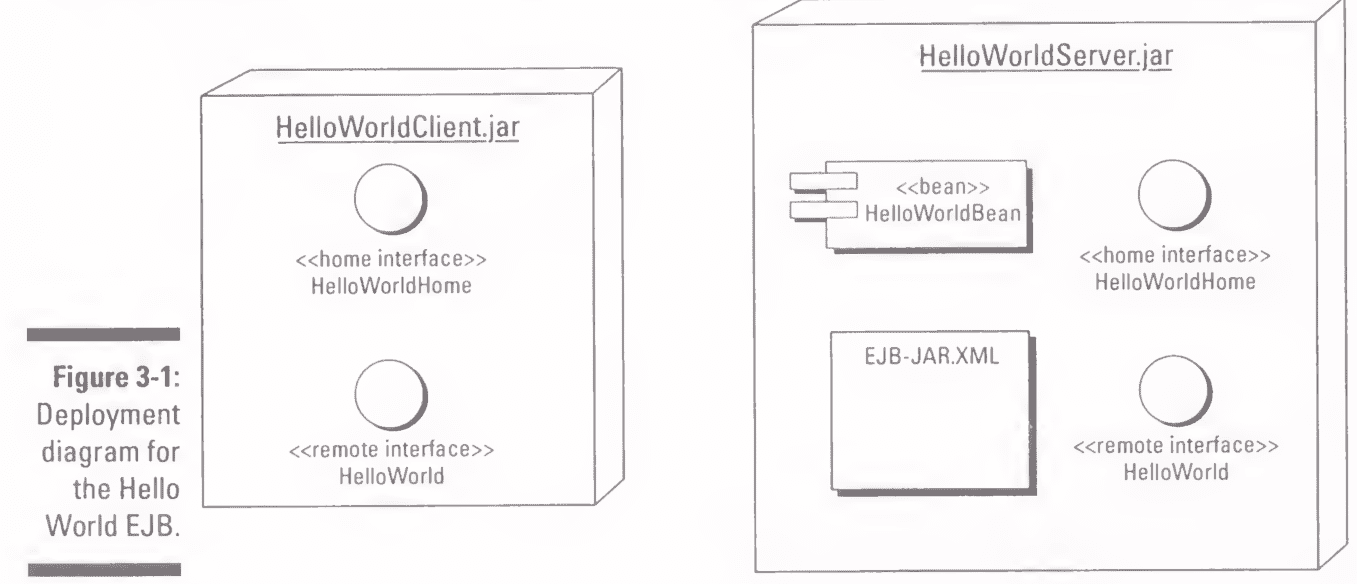 HelloWorldClient.jar
<<home interface>>
HelloWorldHome
<<remote interface>>
HelloWorld
HelloWorldServer.jar
<<bean>>
HelloWorldBean
<<home interface>>
HelloWorldHome
EJB-JAR.XML
<<remote interface>>
HelloWorld
Figure 3-1:
Deployment
diagram for
the Hello
World EJB.